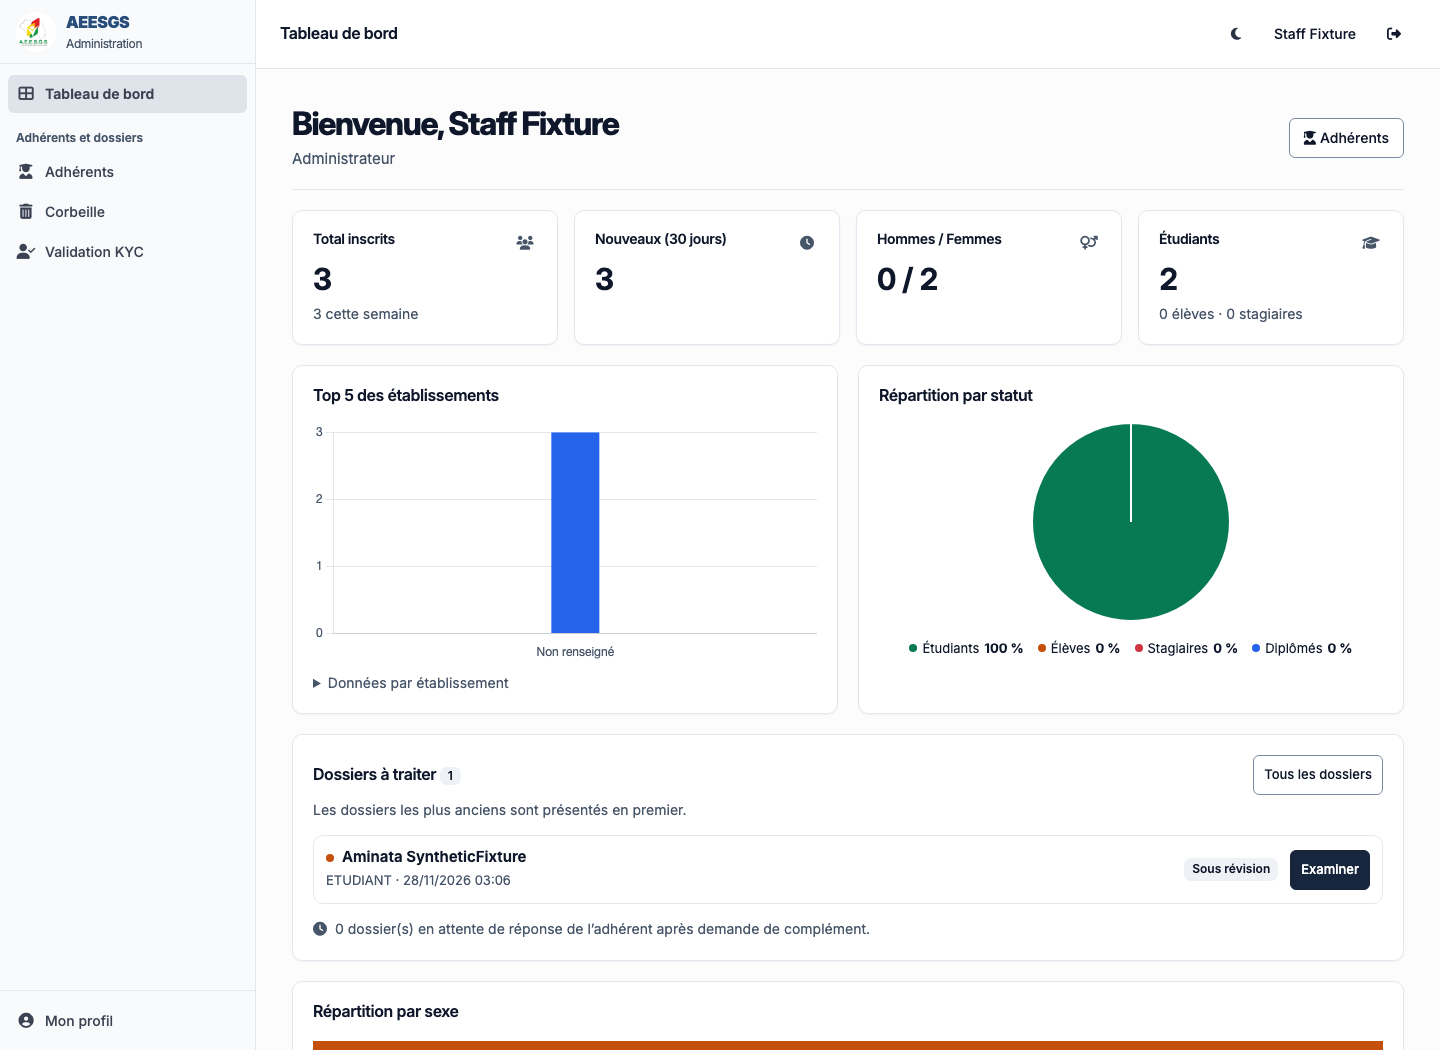 AEESGS
Administration
Tableau de bord
Adhérents et dossiers
Adhérents
Corbeille
Validation KYC
Mon profil
Tableau de bord
Staff Fixture
Bienvenue, Staff Fixture
Administrateur
Adhérents
Total inscrits
3
3 cette semaine
Nouveaux (30 jours)
3
Hommes / Femmes
0 / 2
Étudiants
2
0 élèves · 0 stagiaires
Top 5 des établissements
3
2
1
0
Non renseigné
Données par établissement
Répartition par statut
Étudiants 100 % Élèves 0 % Stagiaires 0 % Diplômés 0 %
Dossiers à traiter 1
Tous les dossiers
Les dossiers les plus anciens sont présentés en premier.
Aminata SyntheticFixture
ETUDIANT · 28/11/2026 03:06
Sous révision
Examiner
0 dossier(s) en attente de réponse de l’adhérent après demande de complément.
Répartition par sexe